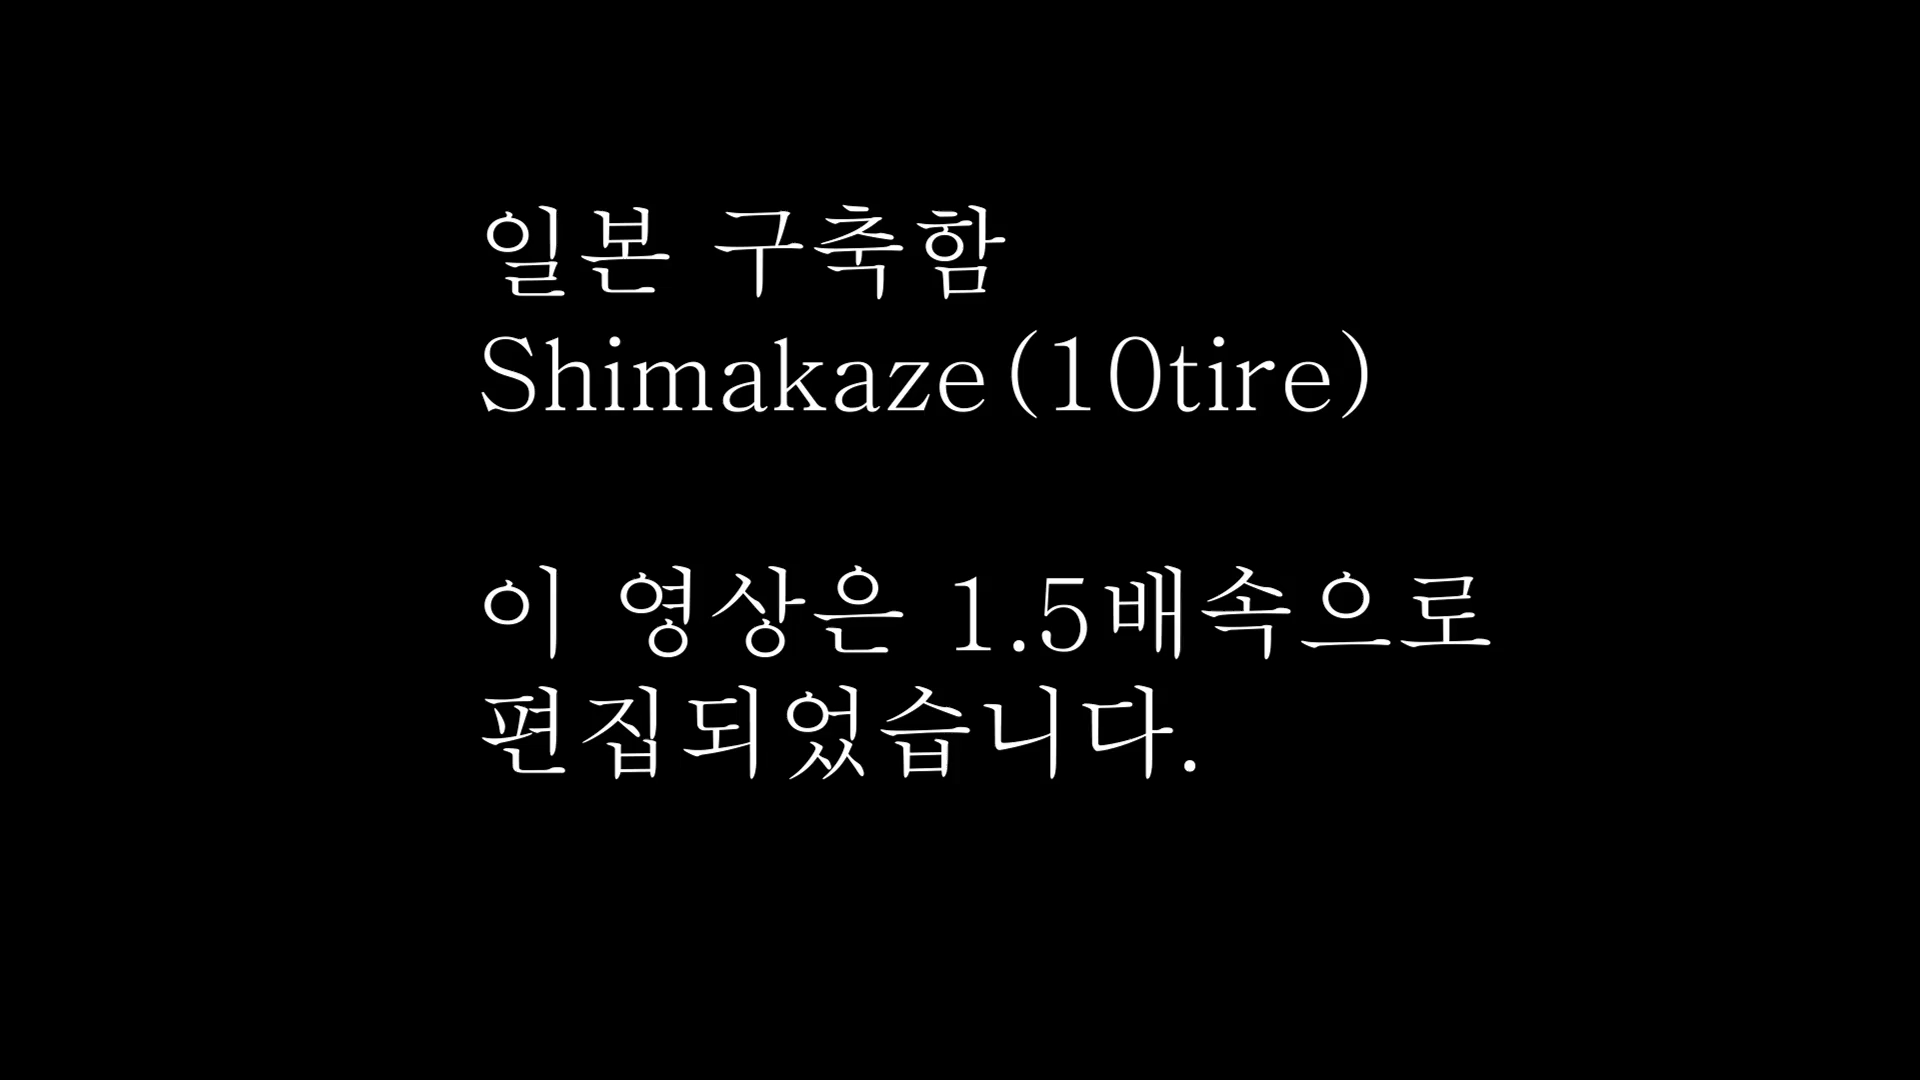 일본 구축함
Shimakaze(10tire)
이 영상은 1.5배속으로
편집되었습니다.